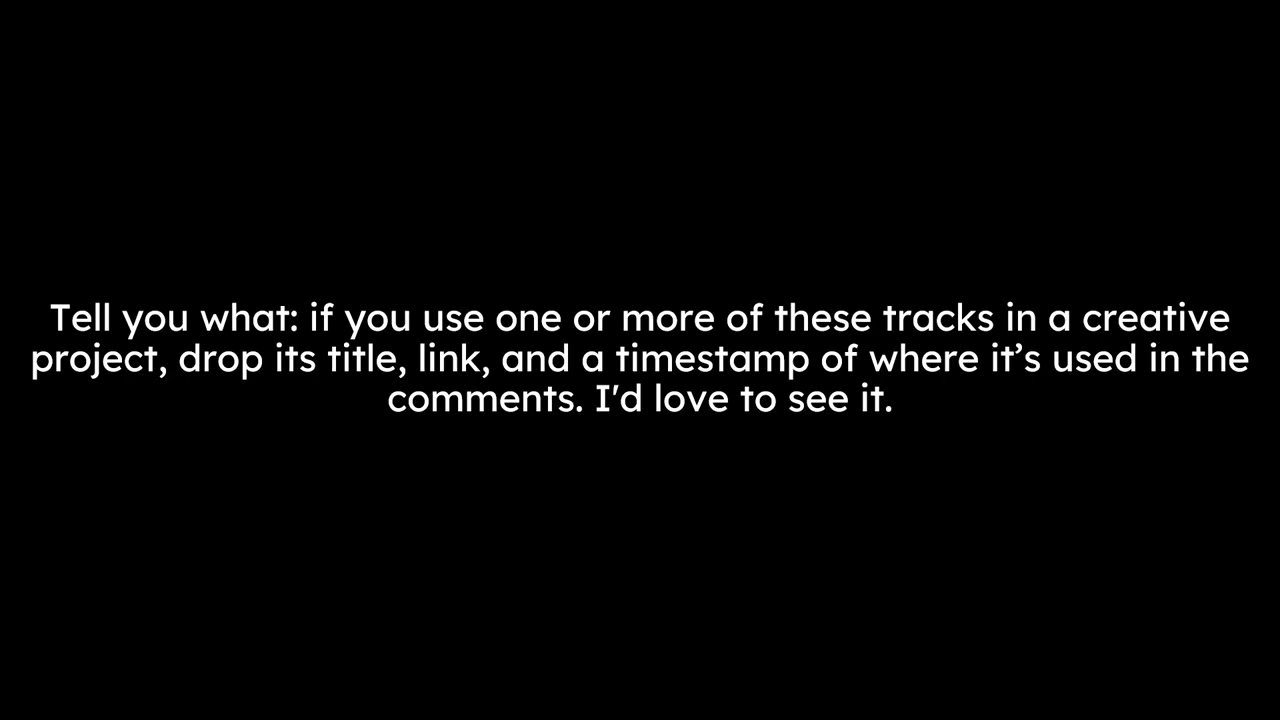 Tell you what: if you use one or more of these tracks in a creative
project, drop its title, link, and a timestamp of where it’s used in the
comments. I'd love to see it.